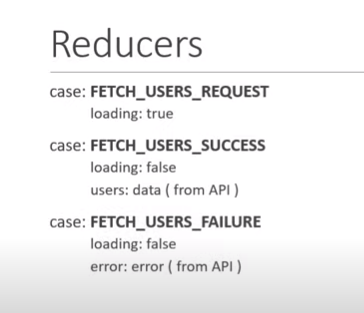 Reducers
case: FETCH_USERS_REQUEST
loading: true
case: FETCH_USERS_SUCCESS
loading: false
users: data ( from API )
case: FETCH_USERS_FAILURE
loading: false
error: error ( from API )